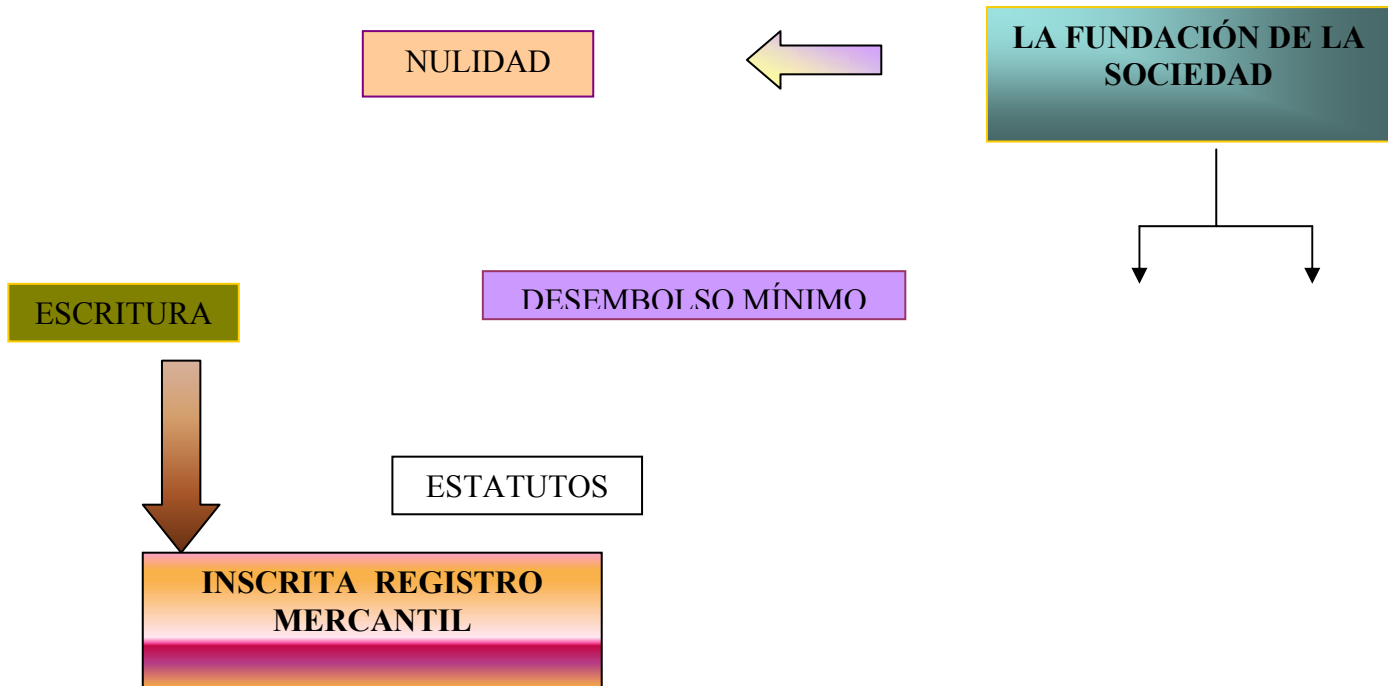 NULIDAD
LA FUNDACIÓN DE LA
SOCIEDAD
ESCRITURA
DESEMBOLSO MÍNIMO
ESTATUTOS
INSCRITA REGISTRO
MERCANTIL